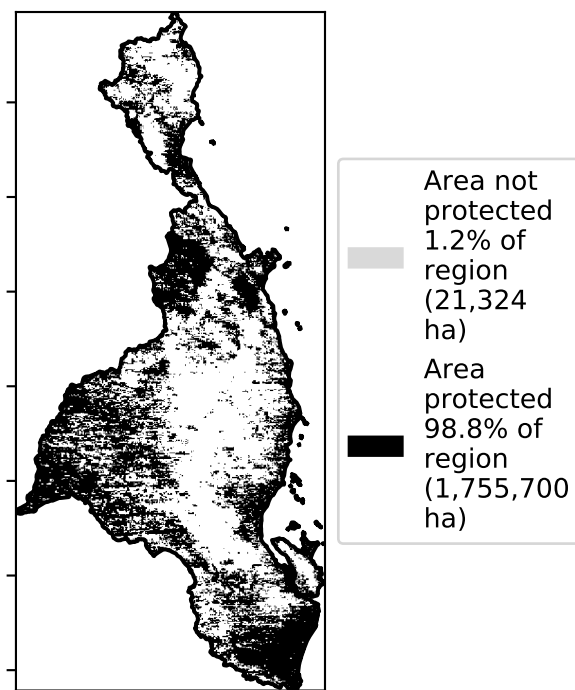 Area not
protected
1.2% of
region
(21,324
ha)
Area
protected
98.8% of
region
(1,755,700
ha)